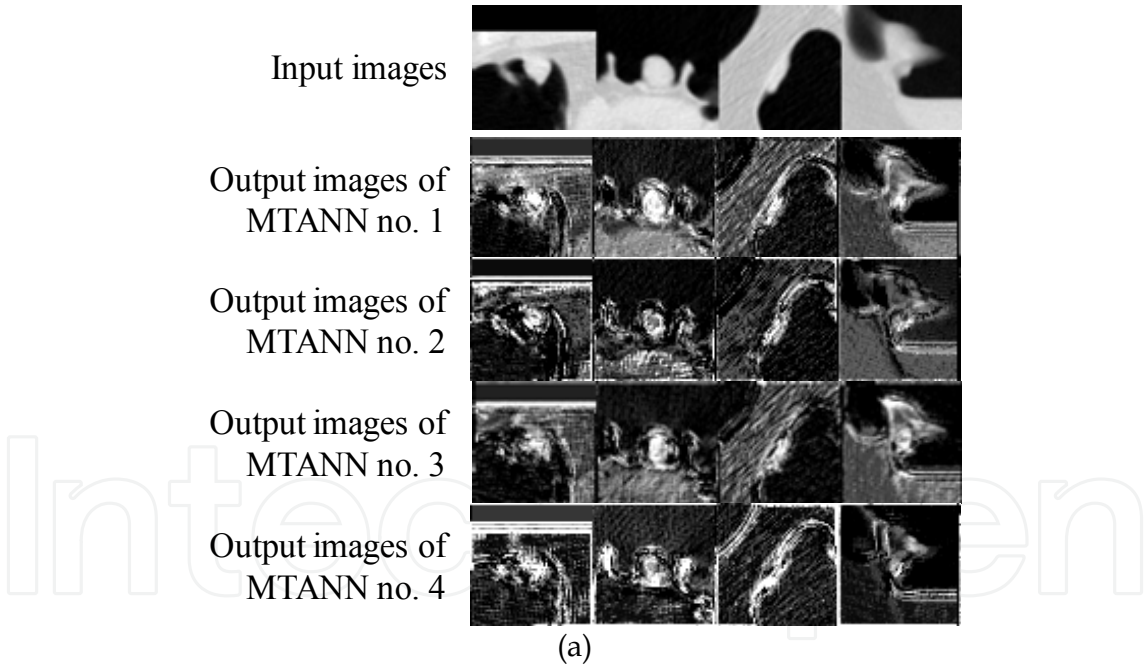 Input images
Output images of
MTANN no. 1
Output images of
MTANN no. 2
Output images of
MTANN no. 3
Output images of
MTANN no. 4
(a)